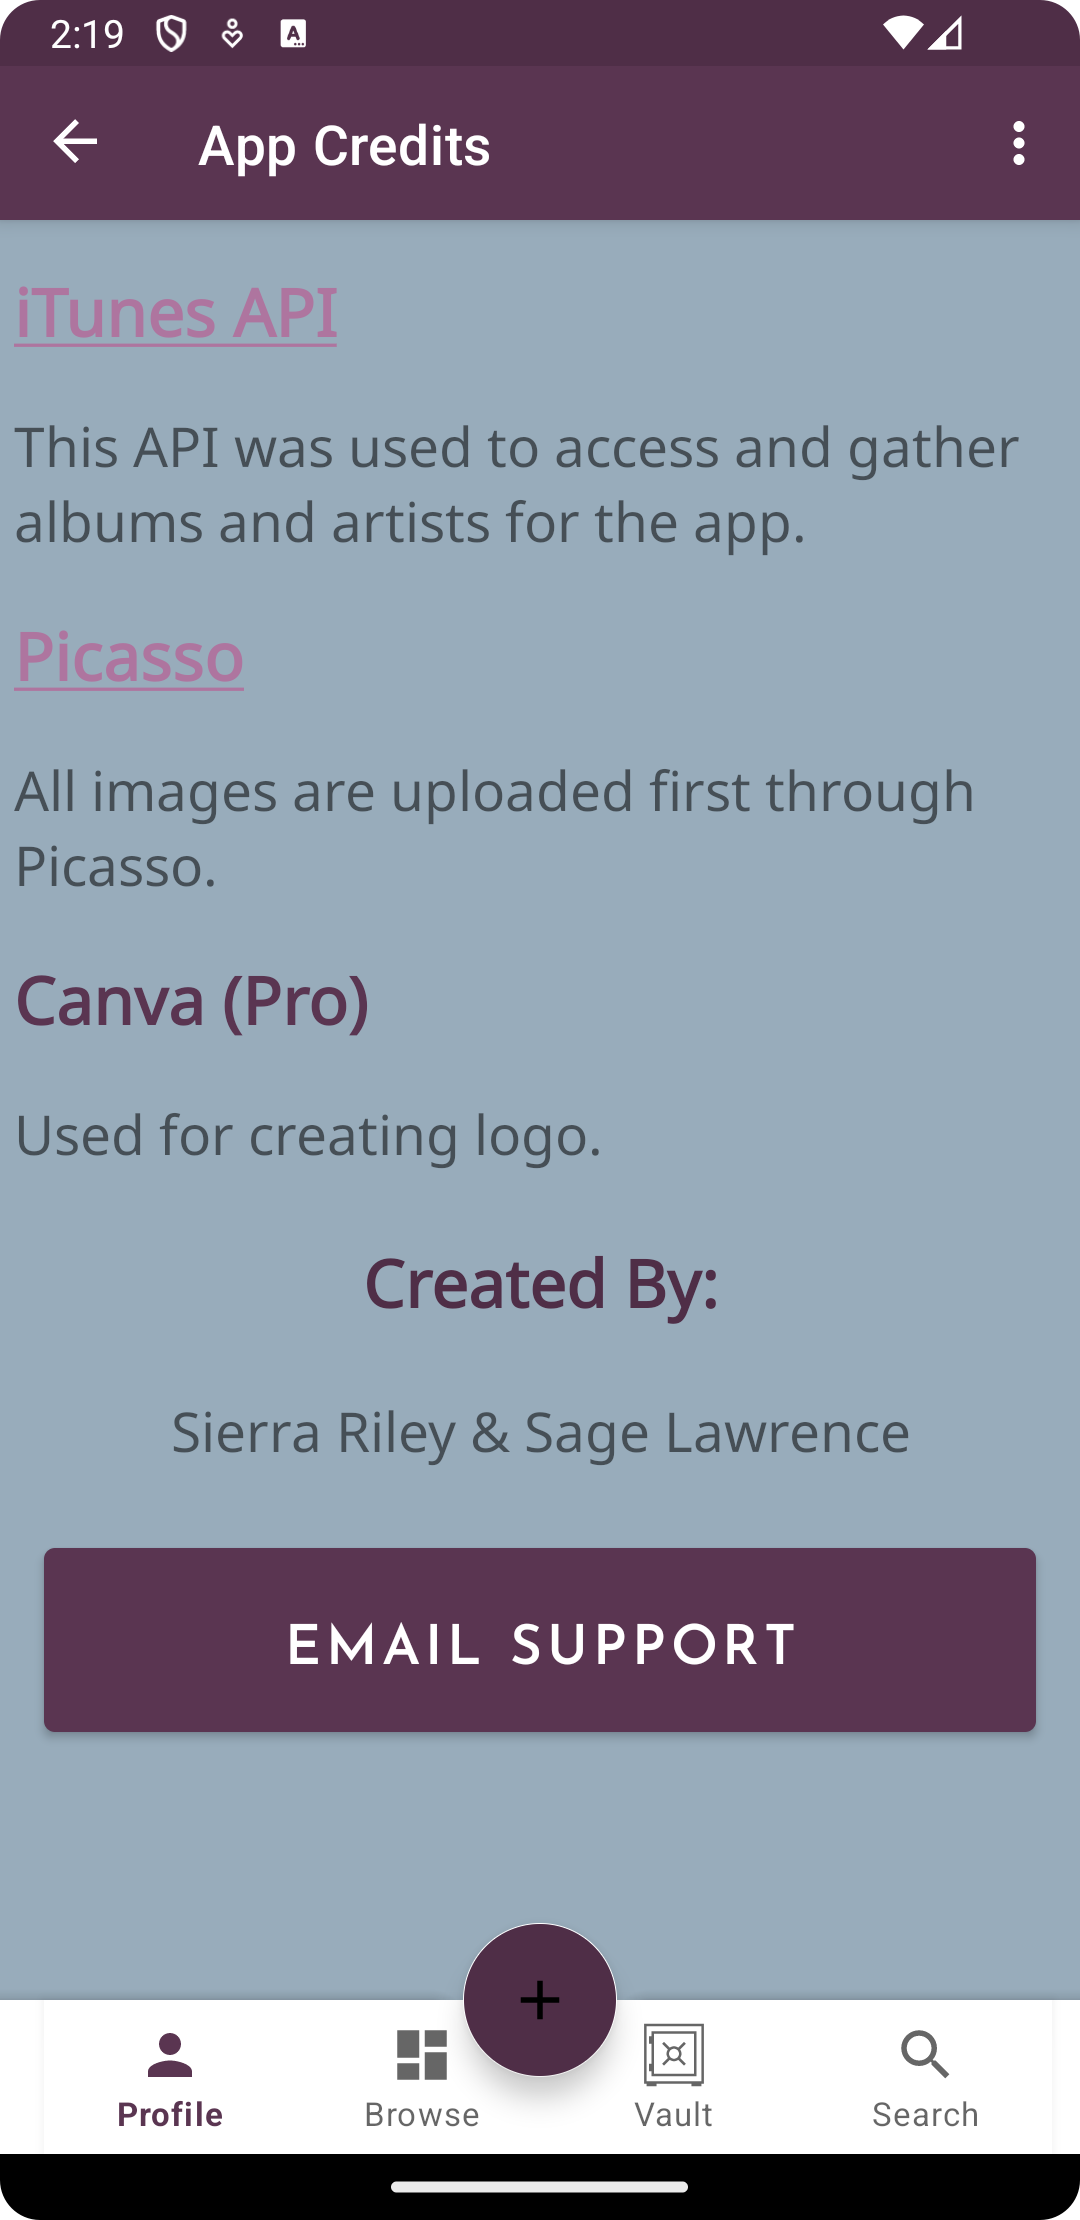 2:19
App Credits
iTunes API
This API was used to access and gather
albums and artists for the app.
Picasso
All images are uploaded first through
Picasso.
Canva (Pro)
Used for creating logo.
Created By:
Sierra Riley & Sage Lawrence
EMAIL SUPPORT
Profile
Browse
Vault
Search